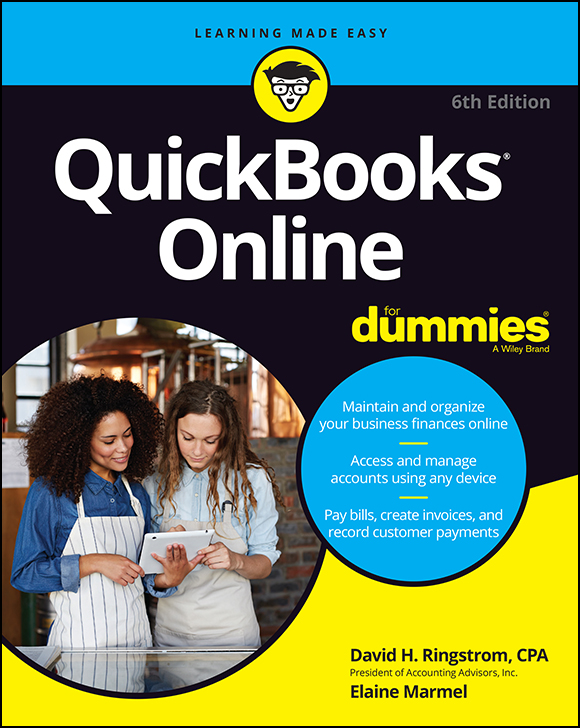 LEARNING MADE EASY
6th Edition
QuickBooks®
Online
for
dummies®
A Wiley Brand
Maintain and organize
your business finances online
Access and manage
accounts using any device
Pay bills, create invoices, and
record customer payments
David H. Ringstrom, CPA
President of Accounting Advisors, Inc.
Elaine Marmel